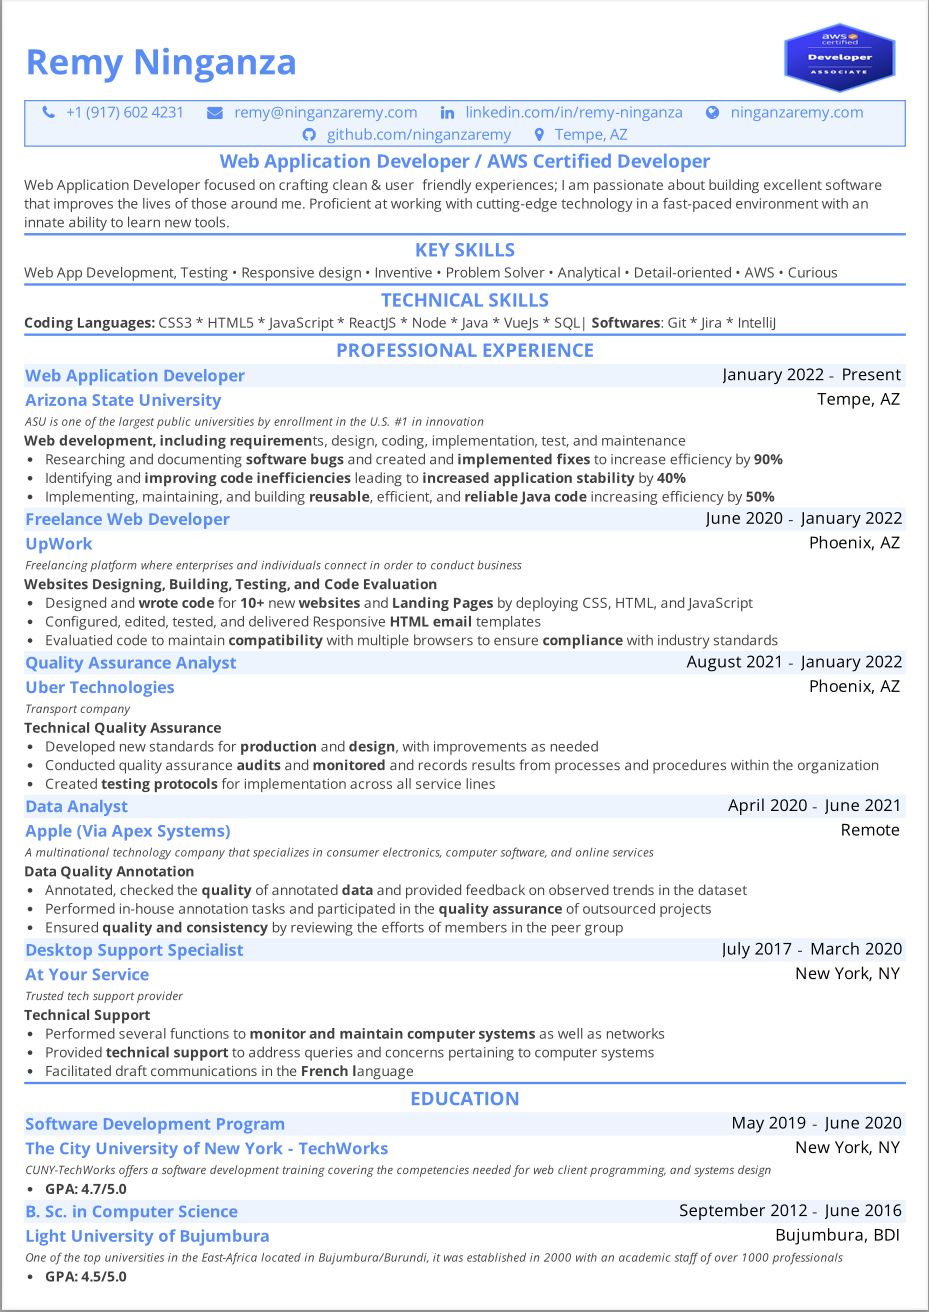 Remy Ninganza
aws
certified
Developer
ASSOCIATE
+1 (917) 602 4231 remy@ninganzaremy.com linkedin.com/in/remy-ninganza ninganzaremy.com
github.com/ninganzaremy Tempe, AZ
Web Application Developer / AWS Certified Developer
Web Application Developer focused on crafting clean & user  friendly experiences; I am passionate about building excellent software
that improves the lives of those around me. Proficient at working with cutting-edge technology in a fast-paced environment with an
innate ability to learn new tools.
KEY SKILLS
Web App Development, Testing • Responsive design • Inventive • Problem Solver • Analytical • Detail-oriented • AWS • Curious
TECHNICAL SKILLS
Coding Languages: CSS3 * HTML5 * JavaScript * ReactJS * Node * Java * VueJs * SQL| Softwares: Git * Jira * IntelliJ
PROFESSIONAL EXPERIENCE
Web Application Developer January 2022 - Present
Arizona State University Tempe, AZ
ASU is one of the largest public universities by enrollment in the U.S. #1 in innovation
Web development, including requirements, design, coding, implementation, test, and maintenance
• Researching and documenting software bugs and created and implemented fixes to increase efficiency by 90%
• Identifying and improving code inefficiencies leading to increased application stability by 40%
• Implementing, maintaining, and building reusable, efficient, and reliable Java code increasing efficiency by 50%
Freelance Web Developer June 2020 - January 2022
UpWork Phoenix, AZ
Freelancing platform where enterprises and individuals connect in order to conduct business
Websites Designing, Building, Testing, and Code Evaluation
• Designed and wrote code for 10+ new websites and Landing Pages by deploying CSS, HTML, and JavaScript
• Configured, edited, tested, and delivered Responsive HTML email templates
• Evaluatied code to maintain compatibility with multiple browsers to ensure compliance with industry standards
Quality Assurance Analyst August 2021 - January 2022
Uber Technologies Phoenix, AZ
Transport company
Technical Quality Assurance
• Developed new standards for production and design, with improvements as needed
• Conducted quality assurance audits and monitored and records results from processes and procedures within the organization
• Created testing protocols for implementation across all service lines
Data Analyst April 2020 - June 2021
Apple (Via Apex Systems) Remote
A multinational technology company that specializes in consumer electronics, computer software, and online services
Data Quality Annotation
• Annotated, checked the quality of annotated data and provided feedback on observed trends in the dataset
• Performed in-house annotation tasks and participated in the quality assurance of outsourced projects
• Ensured quality and consistency by reviewing the efforts of members in the peer group
Desktop Support Specialist July 2017 - March 2020
At Your Service New York, NY
Trusted tech support provider
Technical Support
• Performed several functions to monitor and maintain computer systems as well as networks
• Provided technical support to address queries and concerns pertaining to computer systems
• Facilitated draft communications in the French language
EDUCATION
Software Development Program May 2019 - June 2020
The City University of New York - TechWorks New York, NY
CUNY-TechWorks offers a software development training covering the competencies needed for web client programming, and systems design
• GPA: 4.7/5.0
B. Sc. in Computer Science September 2012 - June 2016
Light University of Bujumbura Bujumbura, BDI
One of the top universities in the East-Africa located in Bujumbura/Burundi, it was established in 2000 with an academic staff of over 1000 professionals
• GPA: 4.5/5.0